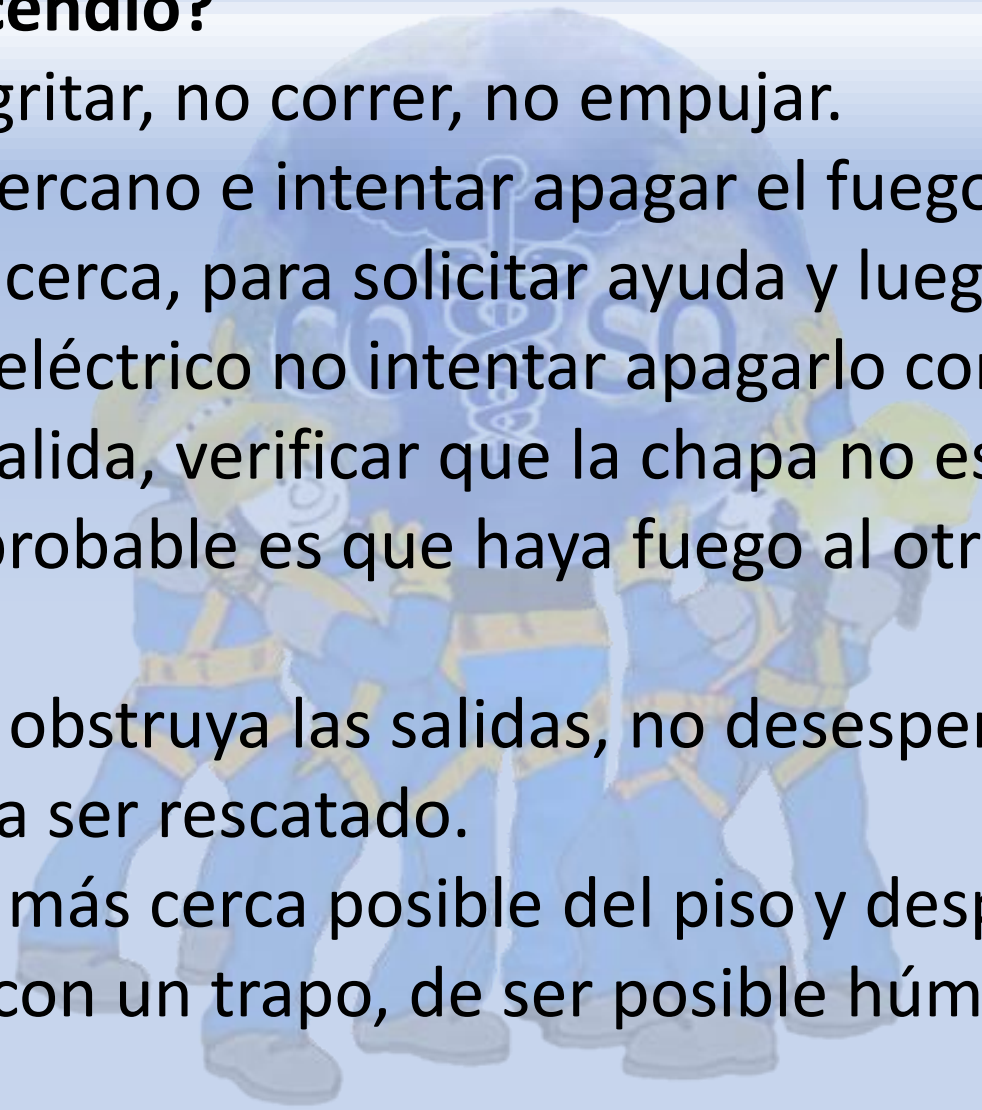 cendio?
gritar, no correr, no empujar.
ercano e intentar apagar el fuego
cerca, para solicitar ayuda y lueg
eléctrico no intentar apagarlo con
alida, verificar que la chapa no es
probable es que haya fuego al otr
obstruya las salidas, no desesper
a ser rescatado.
más cerca posible del piso y desp
con un trapo, de ser posible húm
CO SO